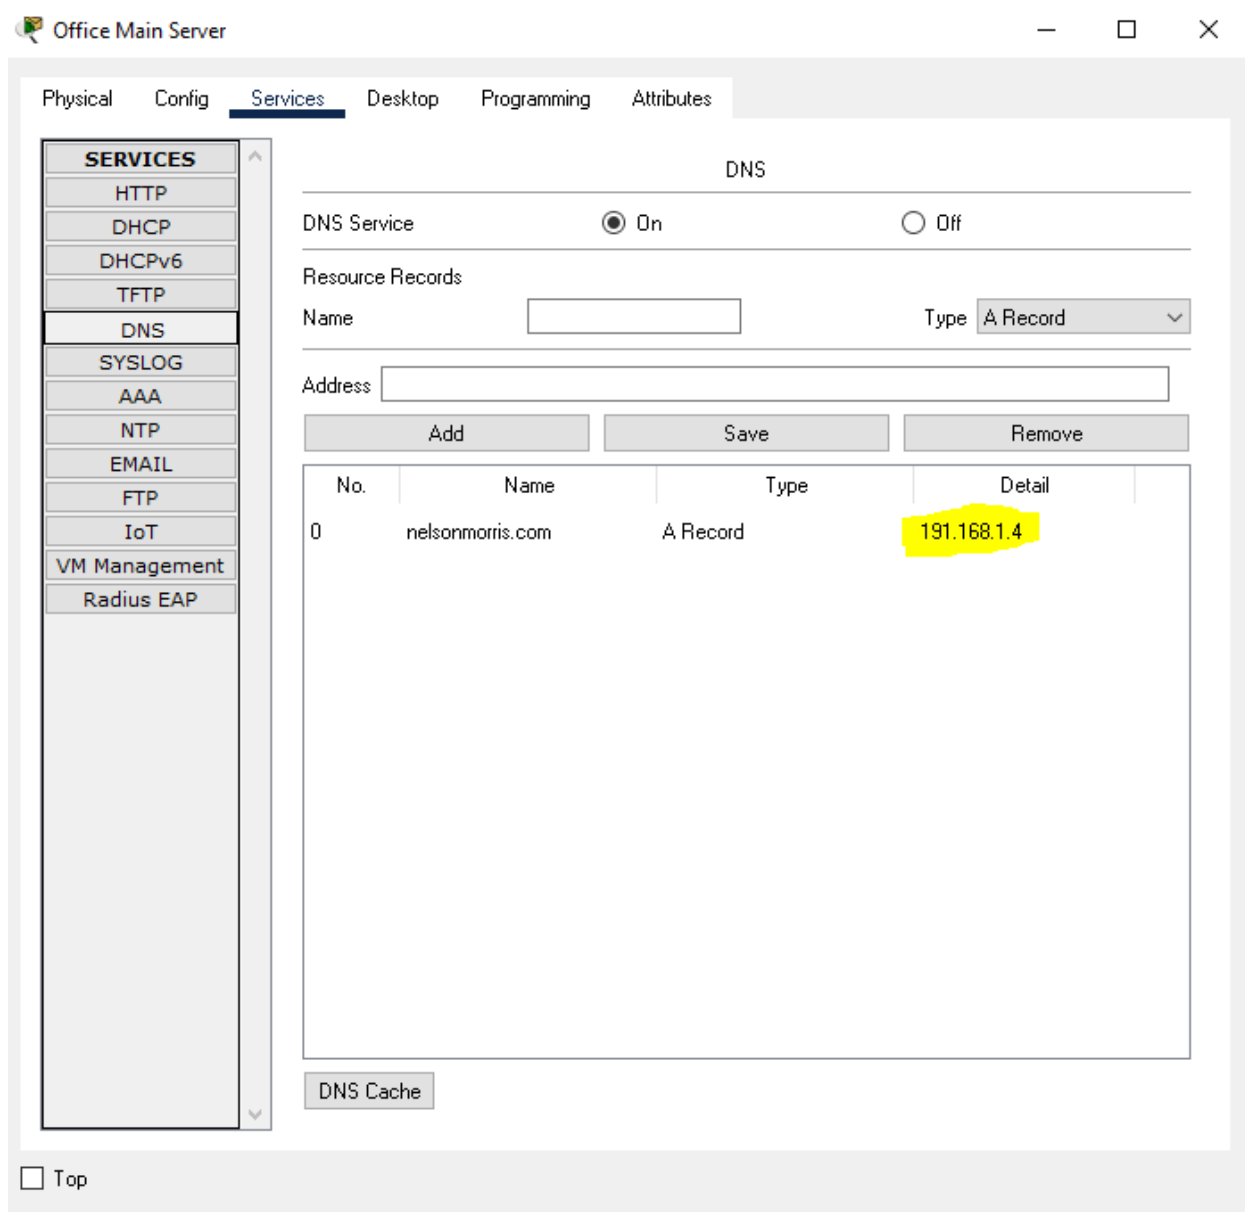 Office Main Server
Physical Config Services Desktop Programming Attributes
SERVICES
HTTP
DHCP
DHCPv6
TFTP
DNS
SYSLOG
AAA
NTP
EMAIL
FTP
IoT
VM Management
Radius EAP
DNS
DNS Service On Off
Resource Records
Name Type A Record
Address
Add Save Remove
No. Name Type Detail
0 nelsonmorris.com A Record 191.168.1.4
DNS Cache
Top